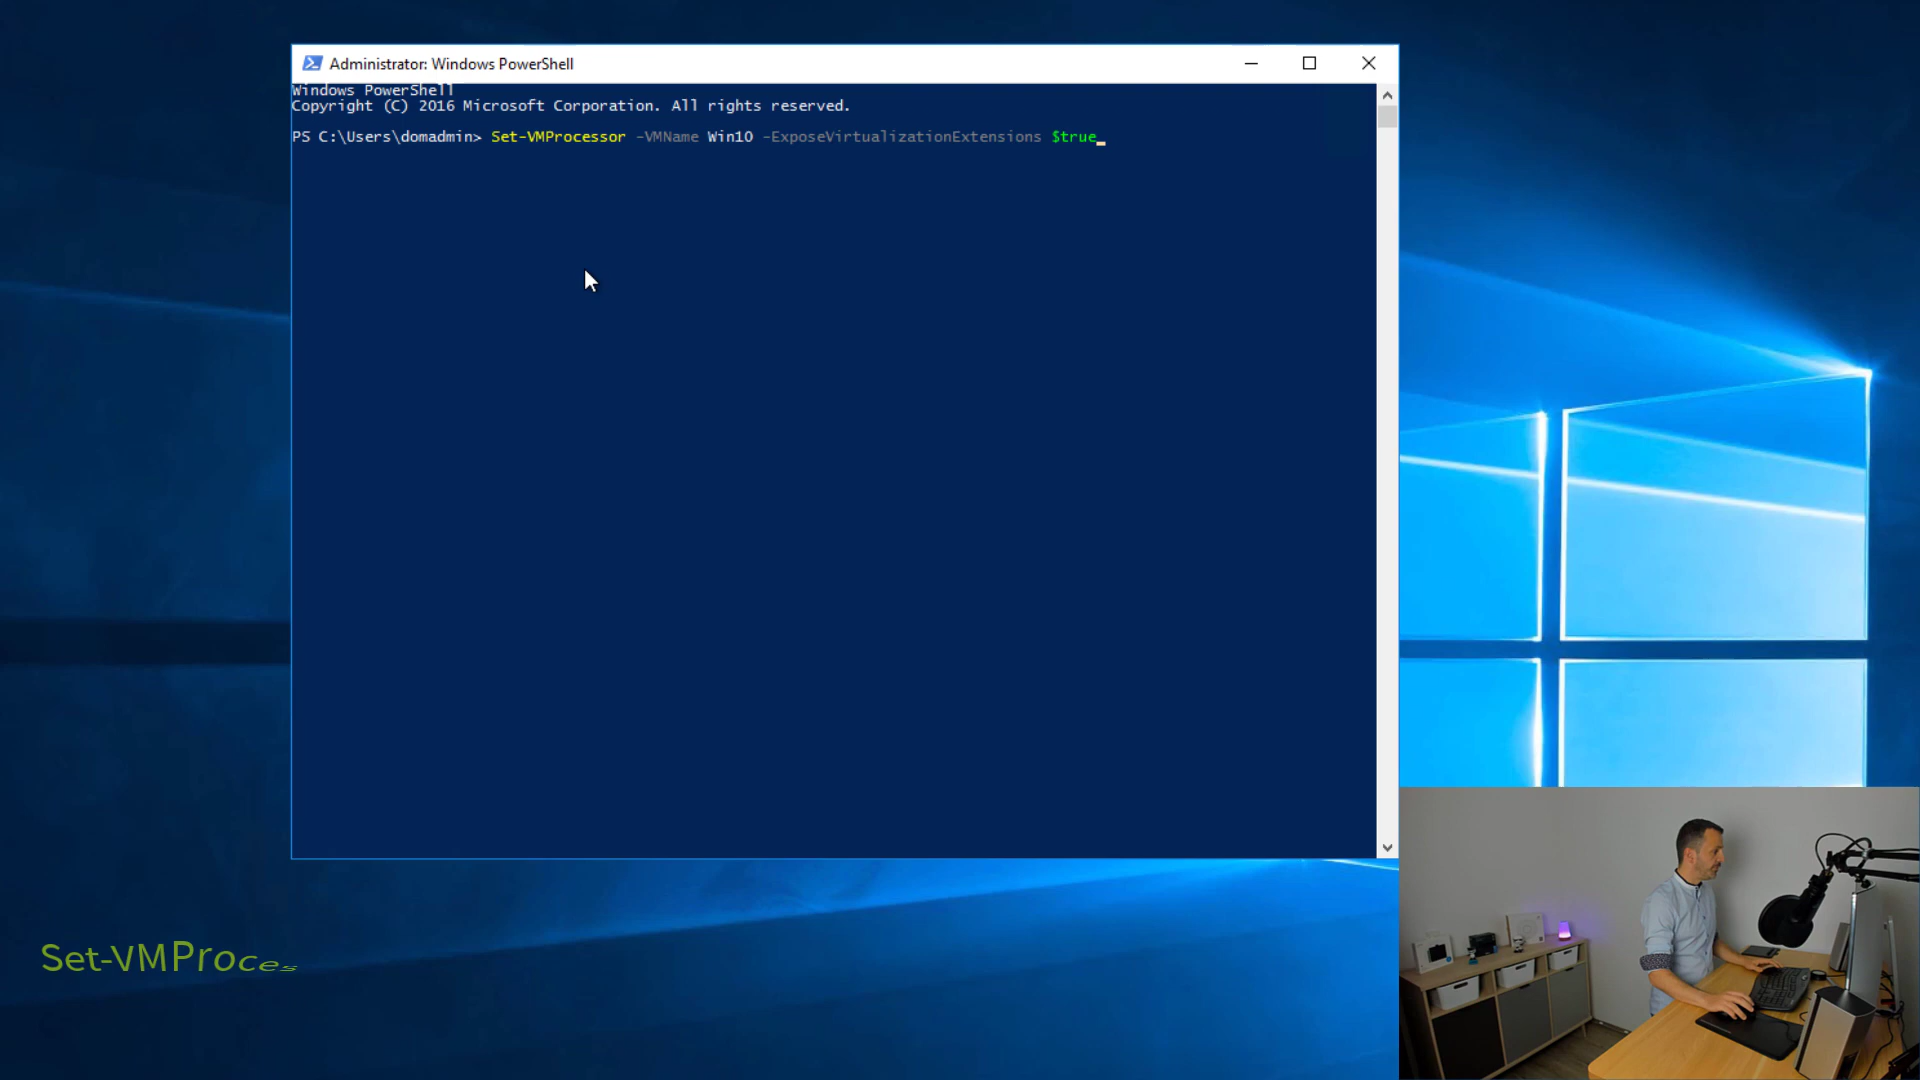 Administrator: Windows PowerShell
Windows PowerShell
Copyright (C) 2016 Microsoft Corporation. All rights reserved.
PS C:\Users\domadmin> Set-VMProcessor -VMName Win10 -ExposeVirtualizationExtensions $true
Set-VMProces